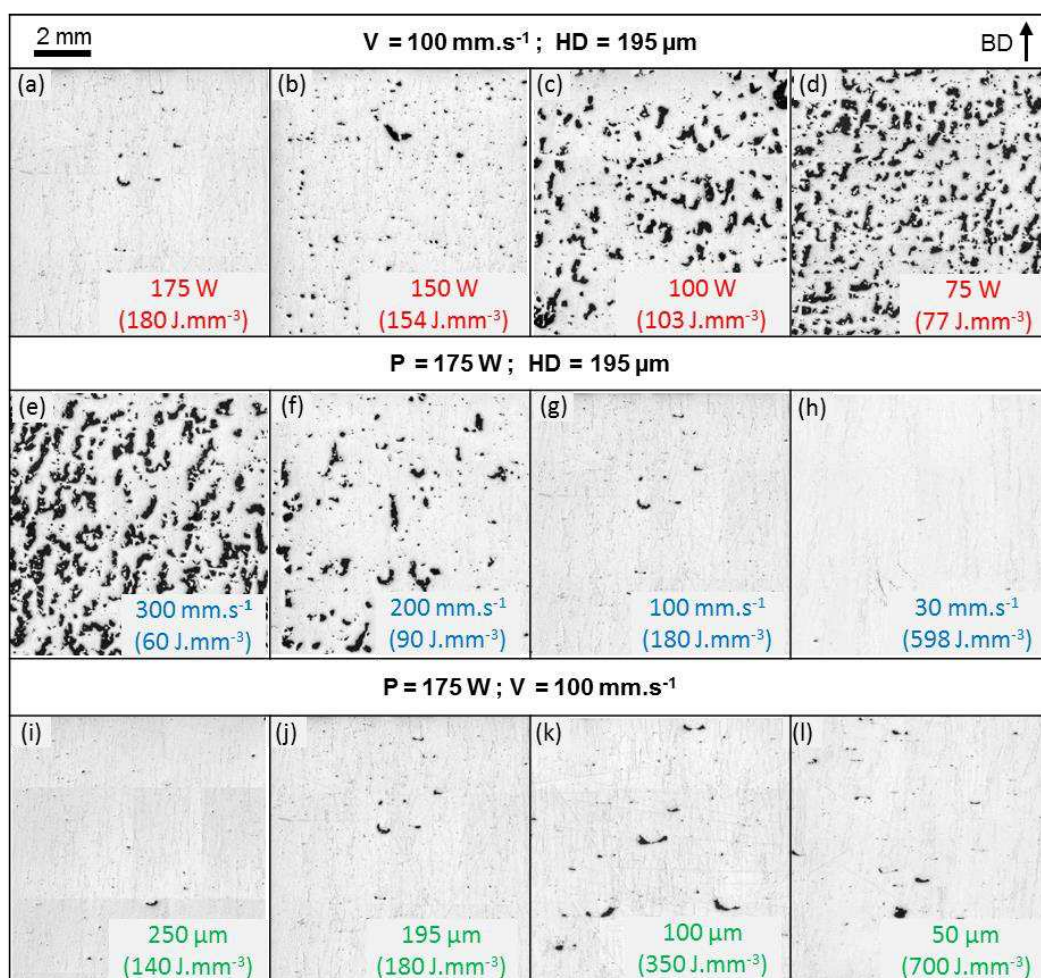 2 mm
V = 100 mm.s⁻¹ ; HD = 195 µm
BD
(a)
175 W
(180 J.mm⁻³)
(b)
150 W
(154 J.mm⁻³)
(c)
100 W
(103 J.mm⁻³)
(d)
75 W
(77 J.mm⁻³)
P = 175 W ; HD = 195 µm
(e)
300 mm.s⁻¹
(60 J.mm⁻³)
(f)
200 mm.s⁻¹
(90 J.mm⁻³)
(g)
100 mm.s⁻¹
(180 J.mm⁻³)
(h)
30 mm.s⁻¹
(598 J.mm⁻³)
P = 175 W ; V = 100 mm.s⁻¹
(i)
250 µm
(140 J.mm⁻³)
(j)
195 µm
(180 J.mm⁻³)
(k)
100 µm
(350 J.mm⁻³)
(l)
50 µm
(700 J.mm⁻³)